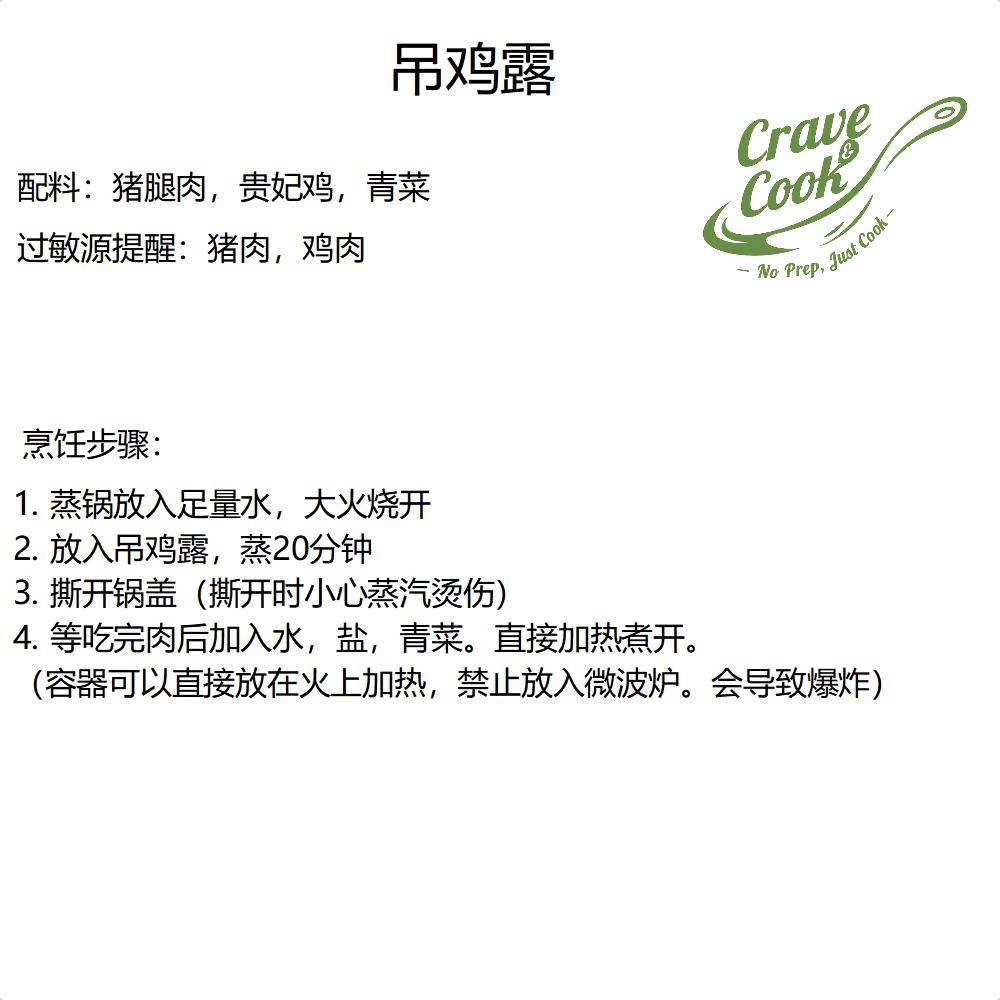 吊鸡露
Crave
&
Cook
— No Prep, Just Cook —
配料：猪腿肉，贵妃鸡，青菜
过敏源提醒：猪肉，鸡肉
烹饪步骤：
1. 蒸锅放入足量水，大火烧开
2. 放入吊鸡露，蒸20分钟
3. 撕开锅盖（撕开时小心蒸汽烫伤）
4. 等吃完肉后加入水，盐，青菜。直接加热煮开。
（容器可以直接放在火上加热，禁止放入微波炉。会导致爆炸）